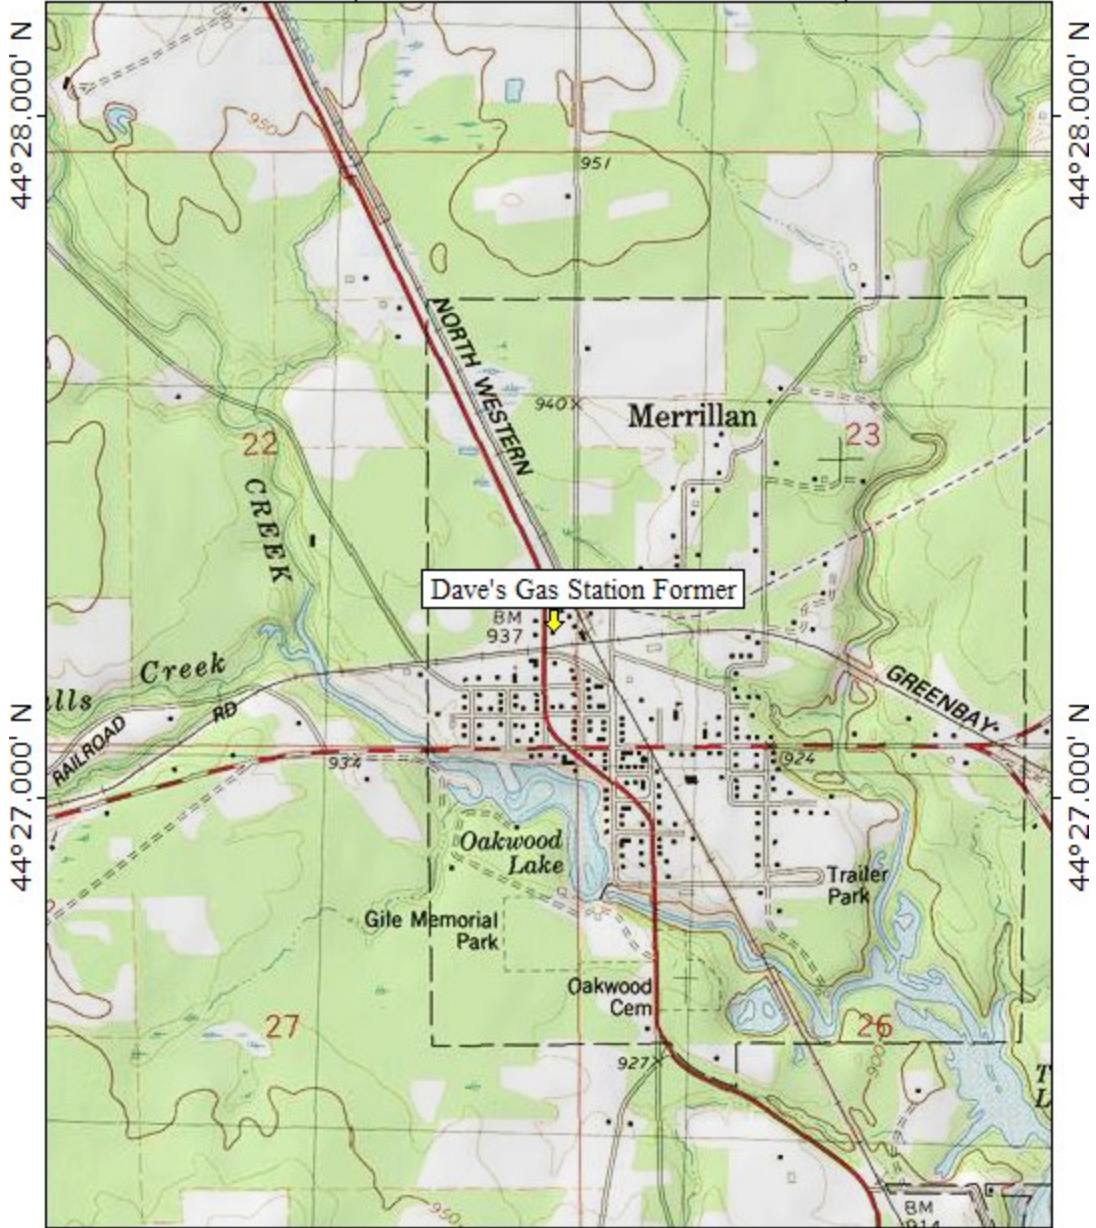 44°28.000' N
44°28.000' N
950
951
NORTH WESTERN
940
Merrillan
22
23
CREEK
Dave's Gas Station Former
BM
937
Creek
lls
RAILROAD
RD
GREENBAY
934
924
44°27.000' N
44°27.000' N
Oakwood
Lake
Trailer
Park
Gile Memorial
Park
Oakwood
Cem
27
26
927
900
T
L
950
BM